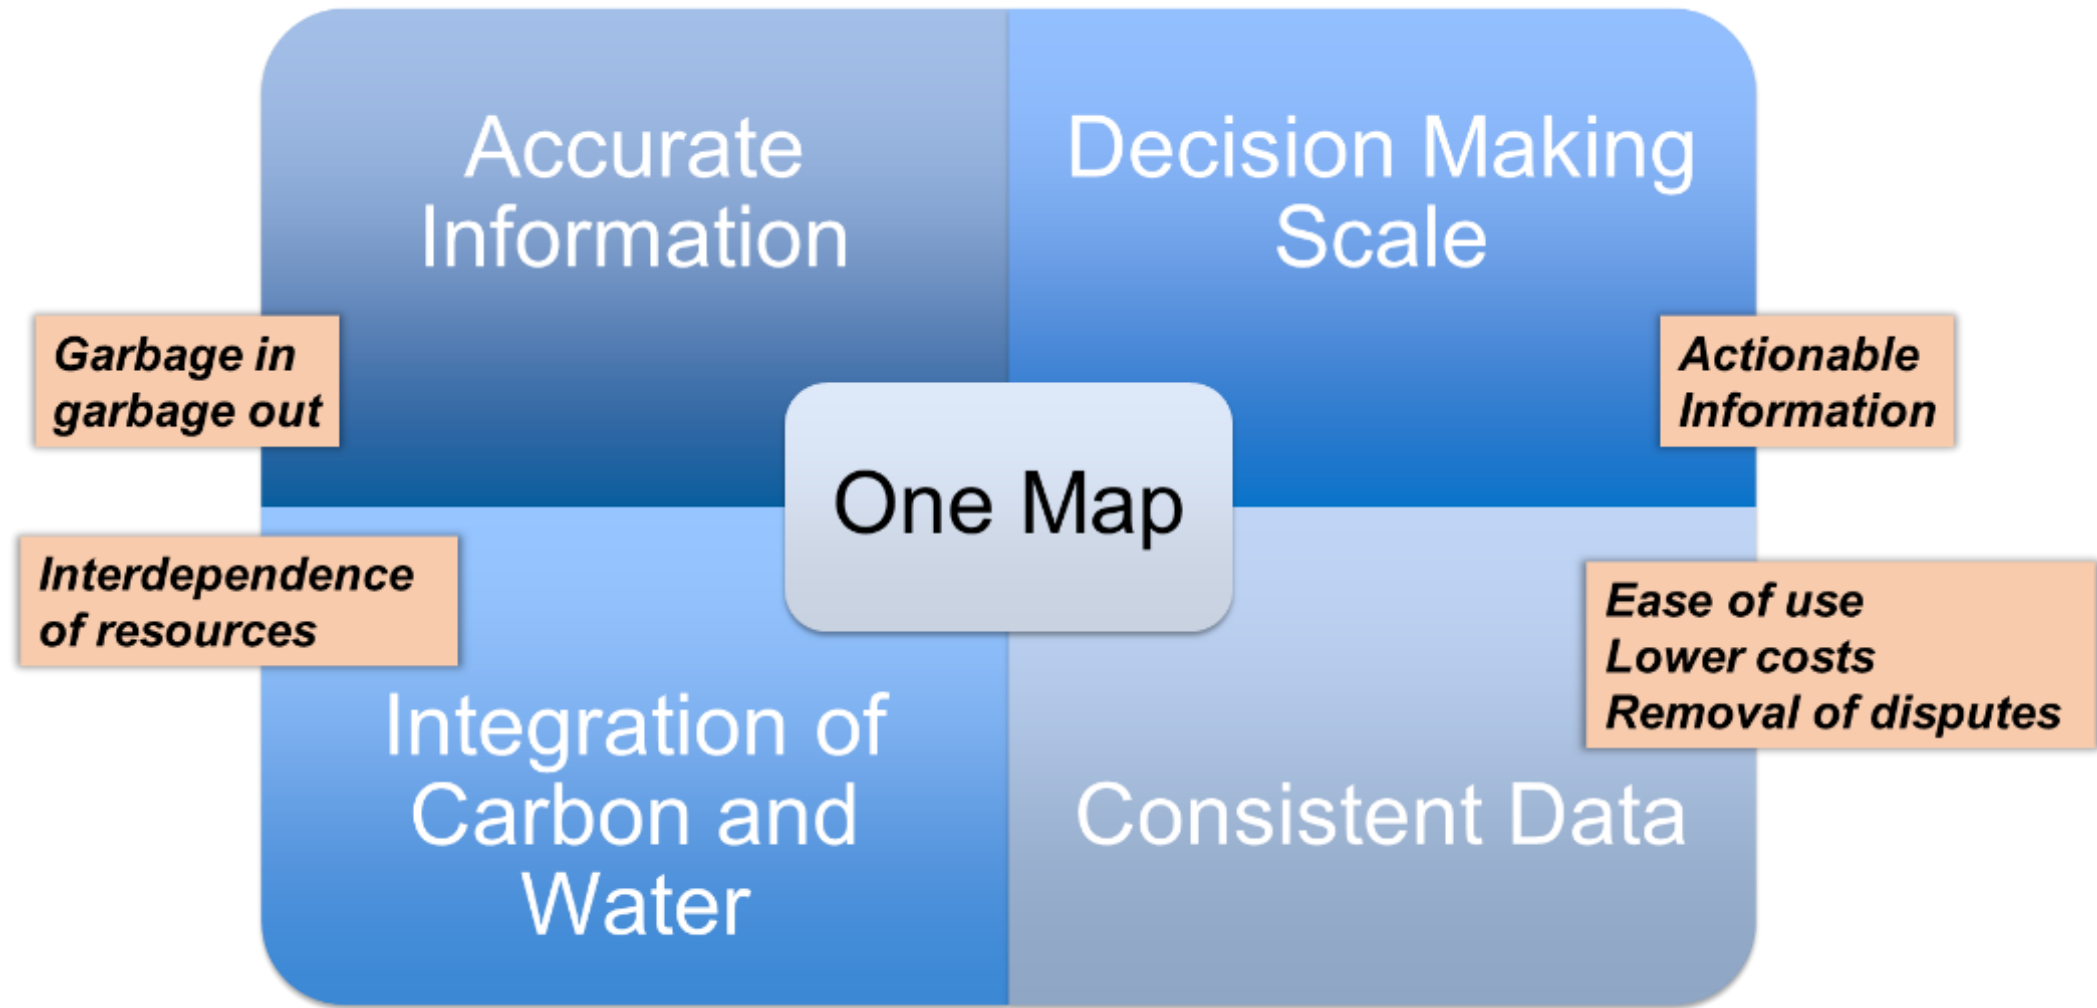 Accurate
Information
Decision Making
Scale
Garbage in
garbage out
Actionable
Information
One Map
Interdependence
of resources
Ease of use
Lower costs
Removal of disputes
Integration of
Carbon and
Water
Consistent Data